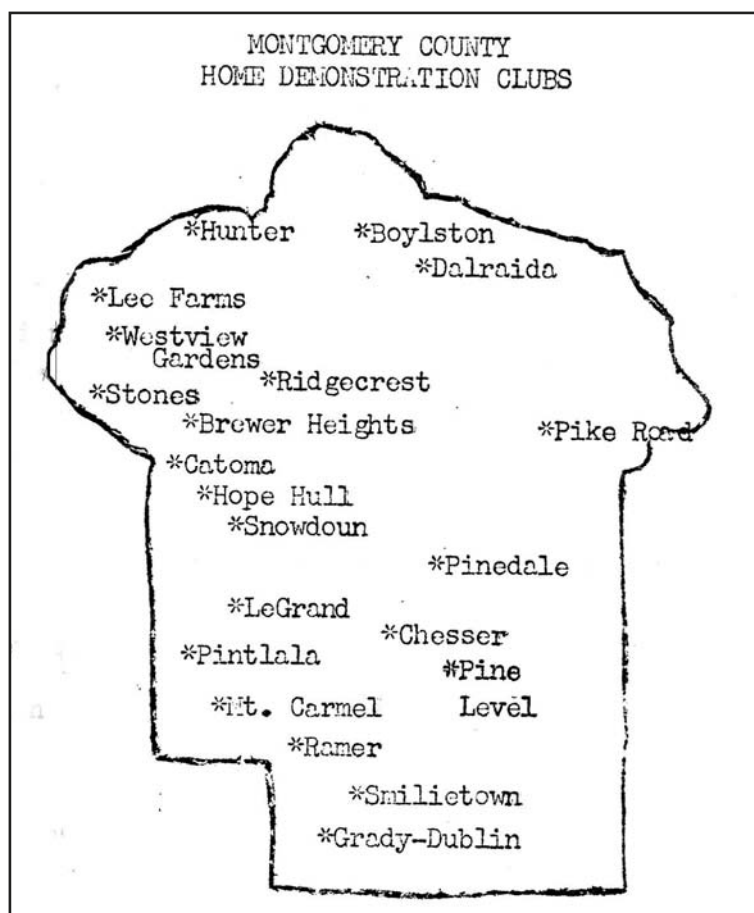 MONTGOMERY COUNTY
HOME DEMONSTRATION CLUBS
*Hunter
*Boylston
*Dalraida
*Lee Farms
*Westview
Gardens
*Ridgecrest
*Stones
*Brewer Heights
*Pike Road
*Catoma
*Hope Hull
*Snowdoun
*Pinedale
*LeGrand
*Chesser
*Pintlala
*Pine
Level
*Mt. Carmel
*Ramer
*Smilietown
*Grady-Dublin